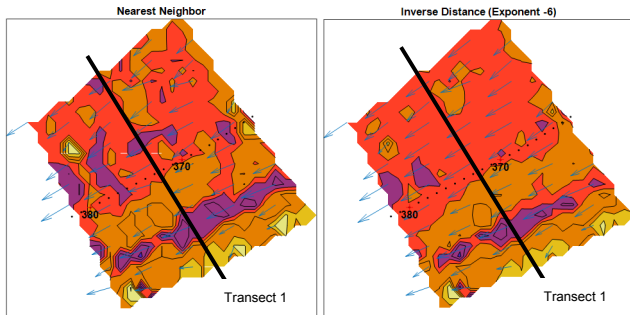 Nearest Neighbor
370
380
Transect 1
Inverse Distance (Exponent -6)
370
380
Transect 1